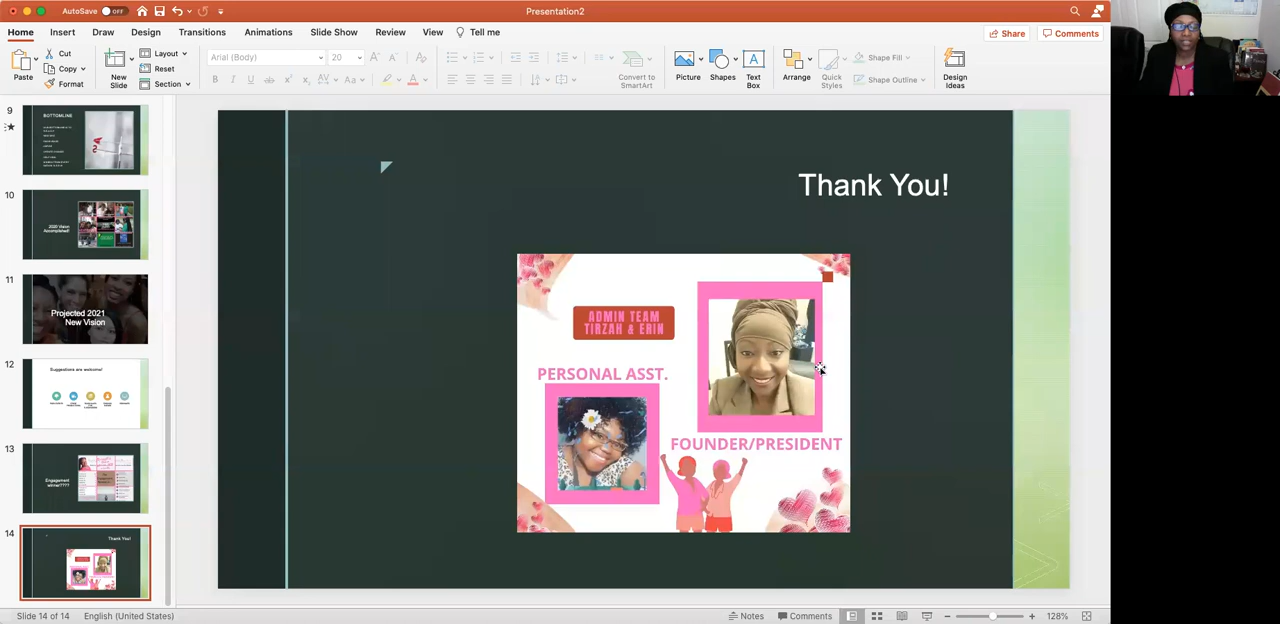 AutoSave OFF
Presentation2
Home Insert Draw Design Transitions Animations Slide Show Review View Tell me
Share Comments
Paste
Cut
Copy
Format
New Slide
Layout
Reset
Section
Arial (Body) 20
Convert to SmartArt
Picture
Shapes
Text Box
Arrange
Quick Styles
Shape Fill
Shape Outline
Design Ideas
9
BOTTOMLINE
10
2020 Vision
Accomplished!
11
Projected 2021
New Vision
12
Suggestions are welcome!
13
Engagement
winner????
14
Thank You!
Thank You!
ADMIN TEAM
TIRZAH & ERIN
PERSONAL ASST.
FOUNDER/PRESIDENT
Slide 14 of 14 English (United States)
Notes Comments 128%